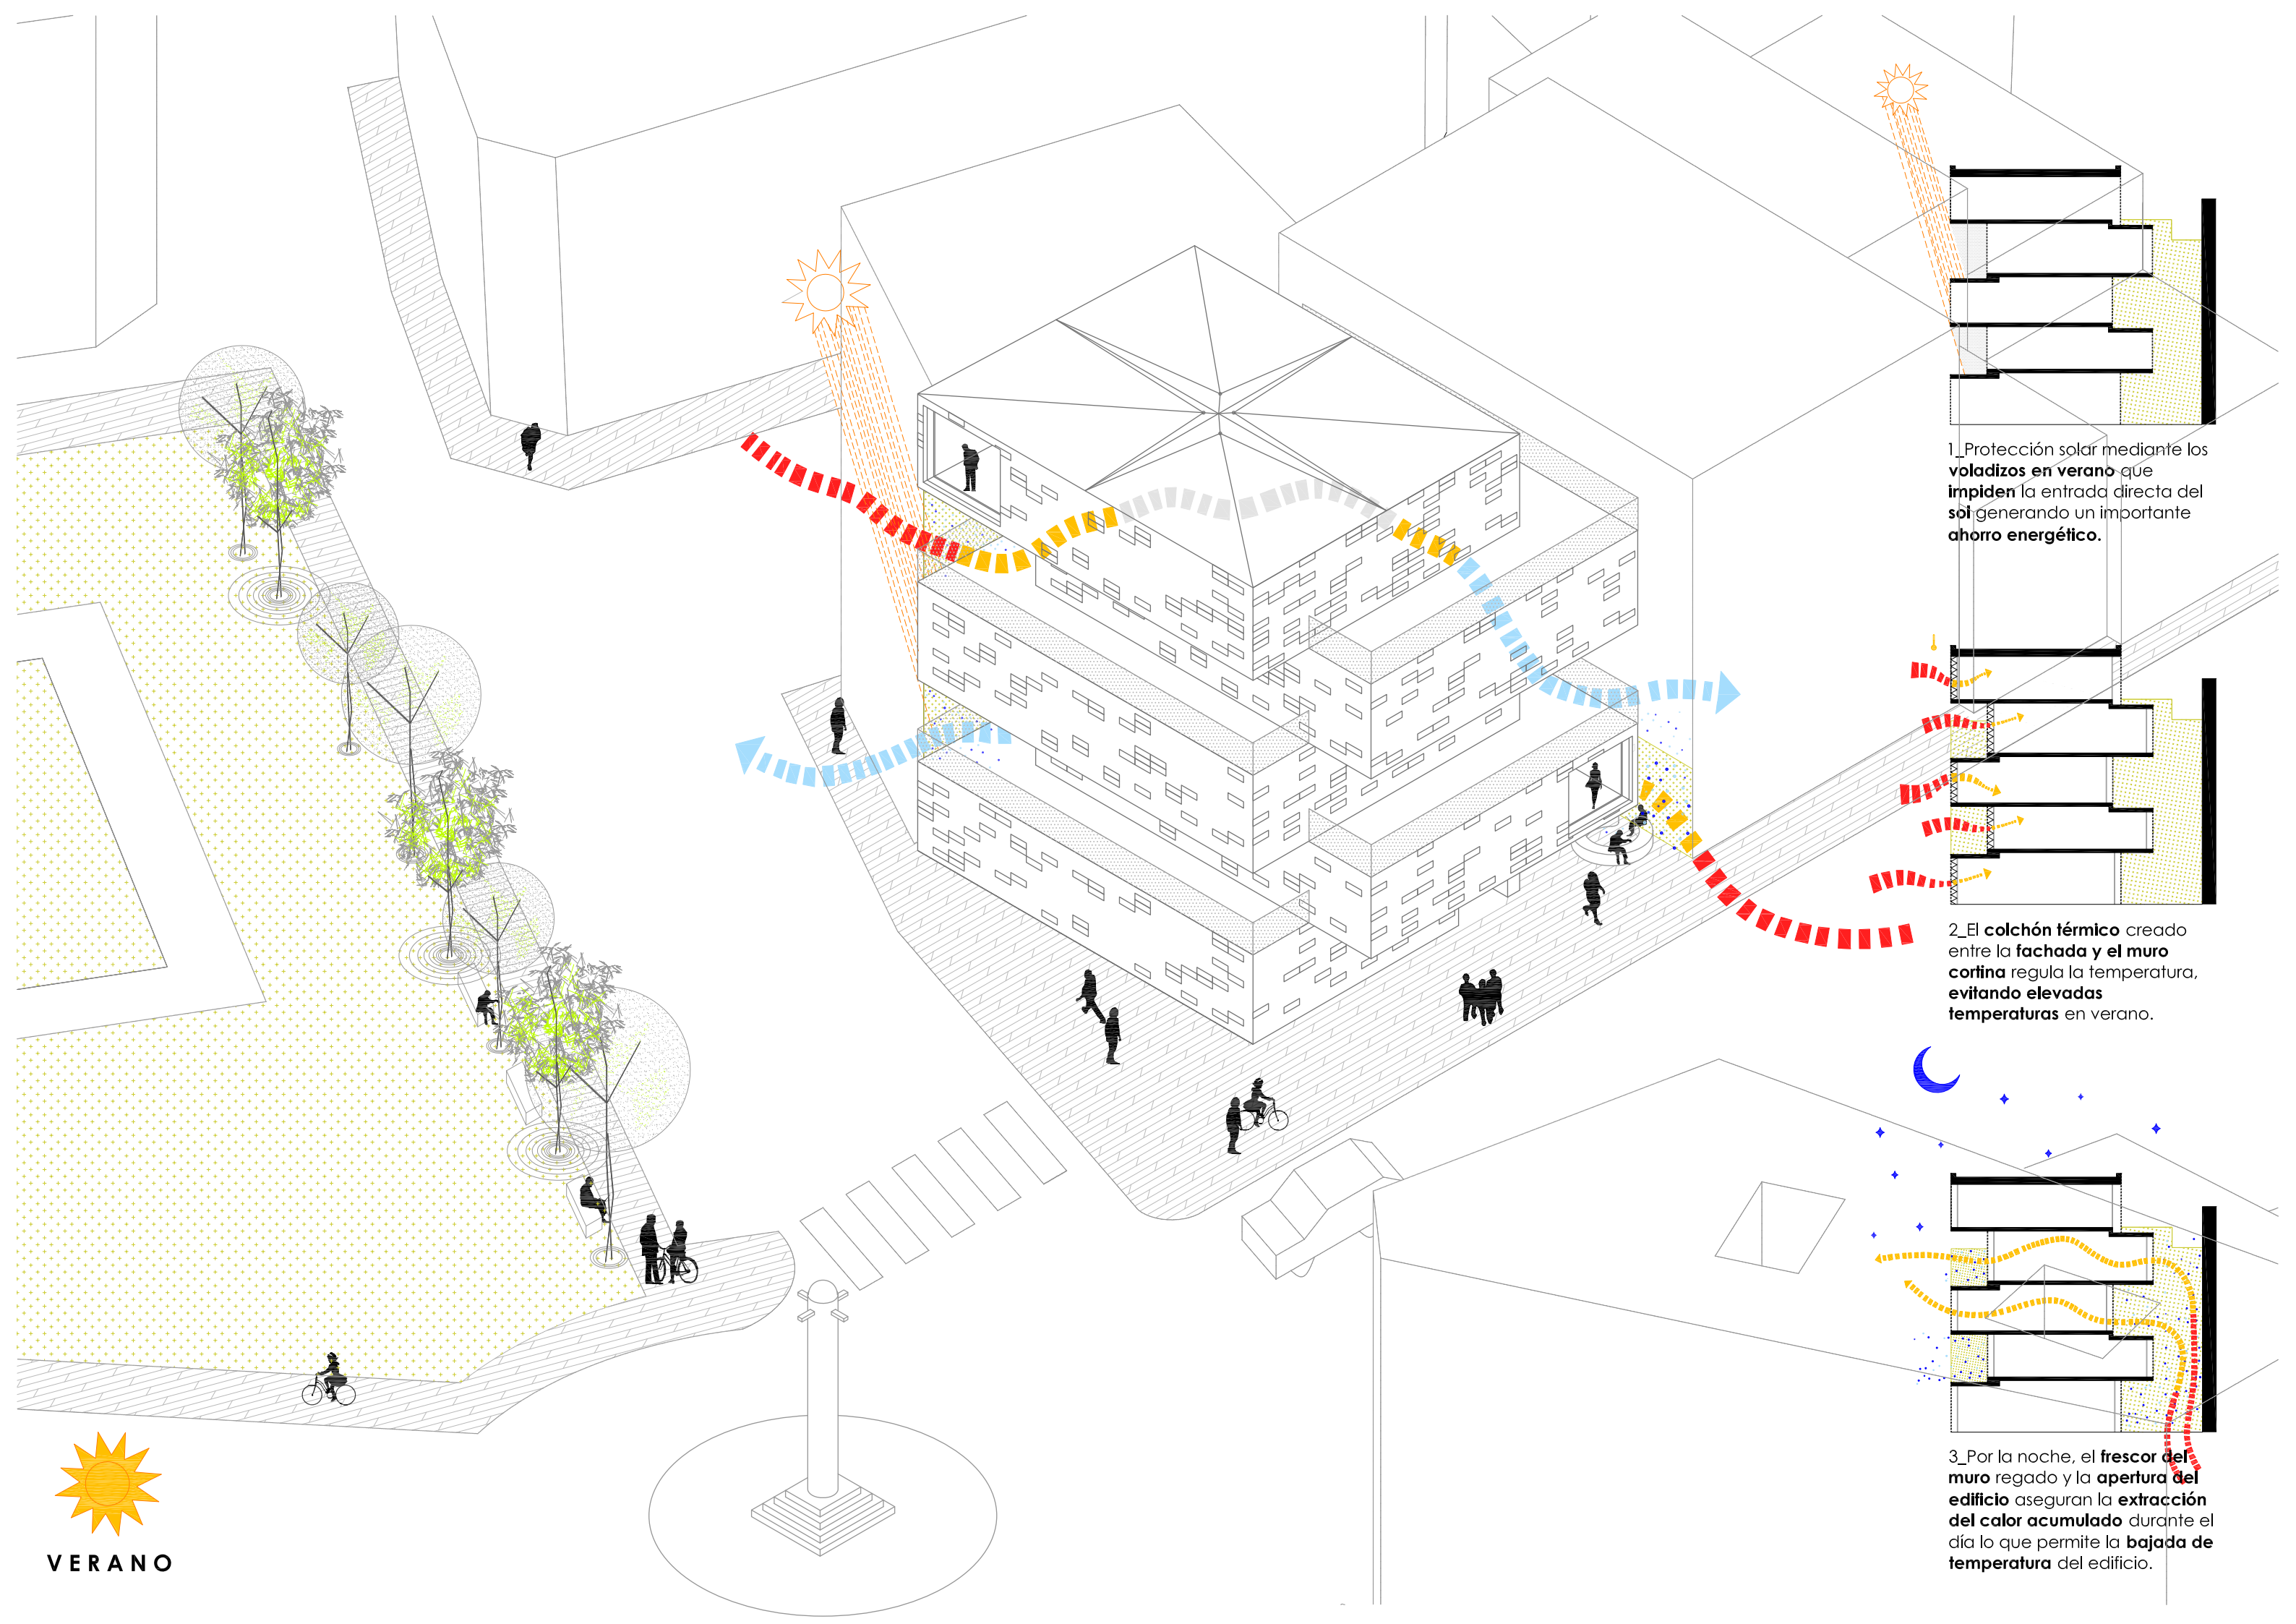 1_Protección solar mediante los
voladizos en verano que
impiden la entrada directa del
sol generando un importante
ahorro energético.
2_El colchón térmico creado
entre la fachada y el muro
cortina regula la temperatura,
evitando elevadas
temperaturas en verano.
3_Por la noche, el frescor del
muro regado y la apertura del
edificio aseguran la extracción
del calor acumulado durante el
día lo que permite la bajada de
temperatura del edificio.
VERANO